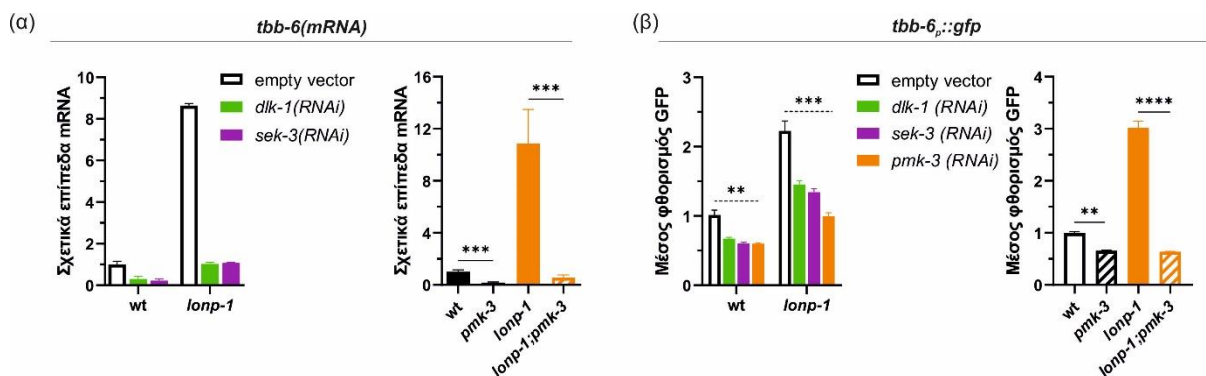 (α)
tbb-6(mRNA)
Σχετικά επίπεδα mRNA
10
8
6
4
2
0
wt
lonp-1
empty vector
dlk-1(RNAi)
sek-3(RNAi)
Σχετικά επίπεδα mRNA
16
12
8
4
0
***
***
wt
pmk-3
lonp-1
lonp-1;pmk-3
(β)
tbb-6p::gfp
Μέσος φθορισμός GFP
3
2
1
0
**
***
wt
lonp-1
empty vector
dlk-1 (RNAi)
sek-3 (RNAi)
pmk-3 (RNAi)
Μέσος φθορισμός GFP
4
3
2
1
0
**
****
wt
pmk-3
lonp-1
lonp-1;pmk-3